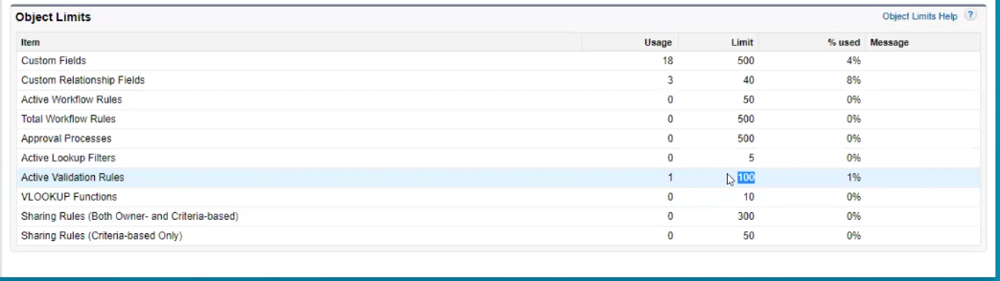 Object Limits
Object Limits Help ?
Item Usage Limit % used Message
Custom Fields 18 500 4%
Custom Relationship Fields 3 40 8%
Active Workflow Rules 0 50 0%
Total Workflow Rules 0 500 0%
Approval Processes 0 500 0%
Active Lookup Filters 0 5 0%
Active Validation Rules 1 100 1%
VLOOKUP Functions 0 10 0%
Sharing Rules (Both Owner- and Criteria-based) 0 300 0%
Sharing Rules (Criteria-based Only) 0 50 0%